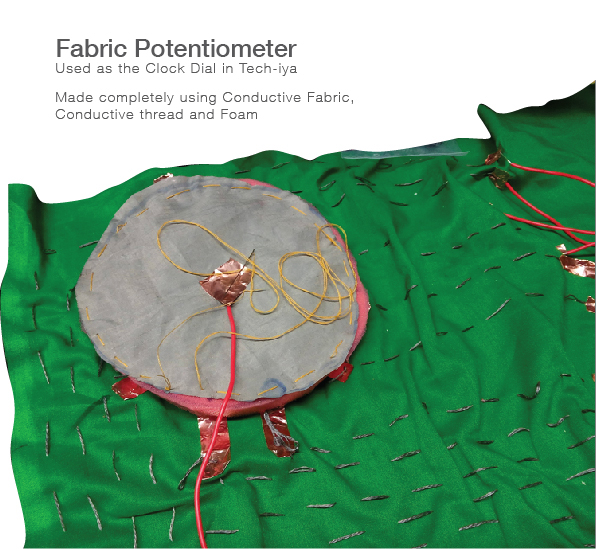 Fabric Potentiometer
Used as the Clock Dial in Tech-iya
Made completely using Conductive Fabric,
Conductive thread and Foam